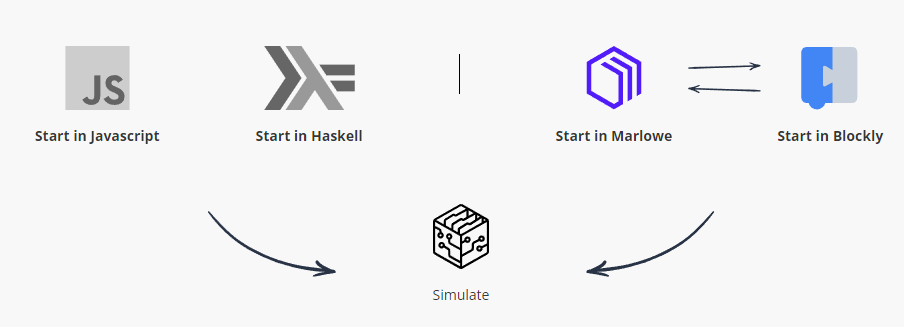 JS
Start in Javascript
Start in Haskell
Start in Marlowe
Start in Blockly
Simulate